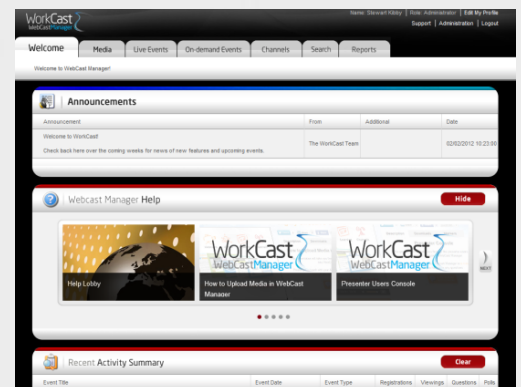 WorkCast
WebCastManager
Name: Stewart Kibby | Role: Administrator | Edit My Profile
Support | Administration | Logout
Welcome Media Live Events On-demand Events Channels Search Reports
Welcome to WebCast Manager!
Announcements
Announcement From Additional Date
Welcome to WorkCast!
Check back here over the coming weeks for news of new features and upcoming events.
The WorkCast Team
02/02/2012 10:23:00
Webcast Manager Help
Hide
WorkCast
WebCastManager
WorkCast
WebCastManager
Help Lobby
How to Upload Media in WebCast Manager
Presenter Users Console
NEXT
Recent Activity Summary
Clear
Event Title Event Date Event Type Registrations Viewings Questions Polls